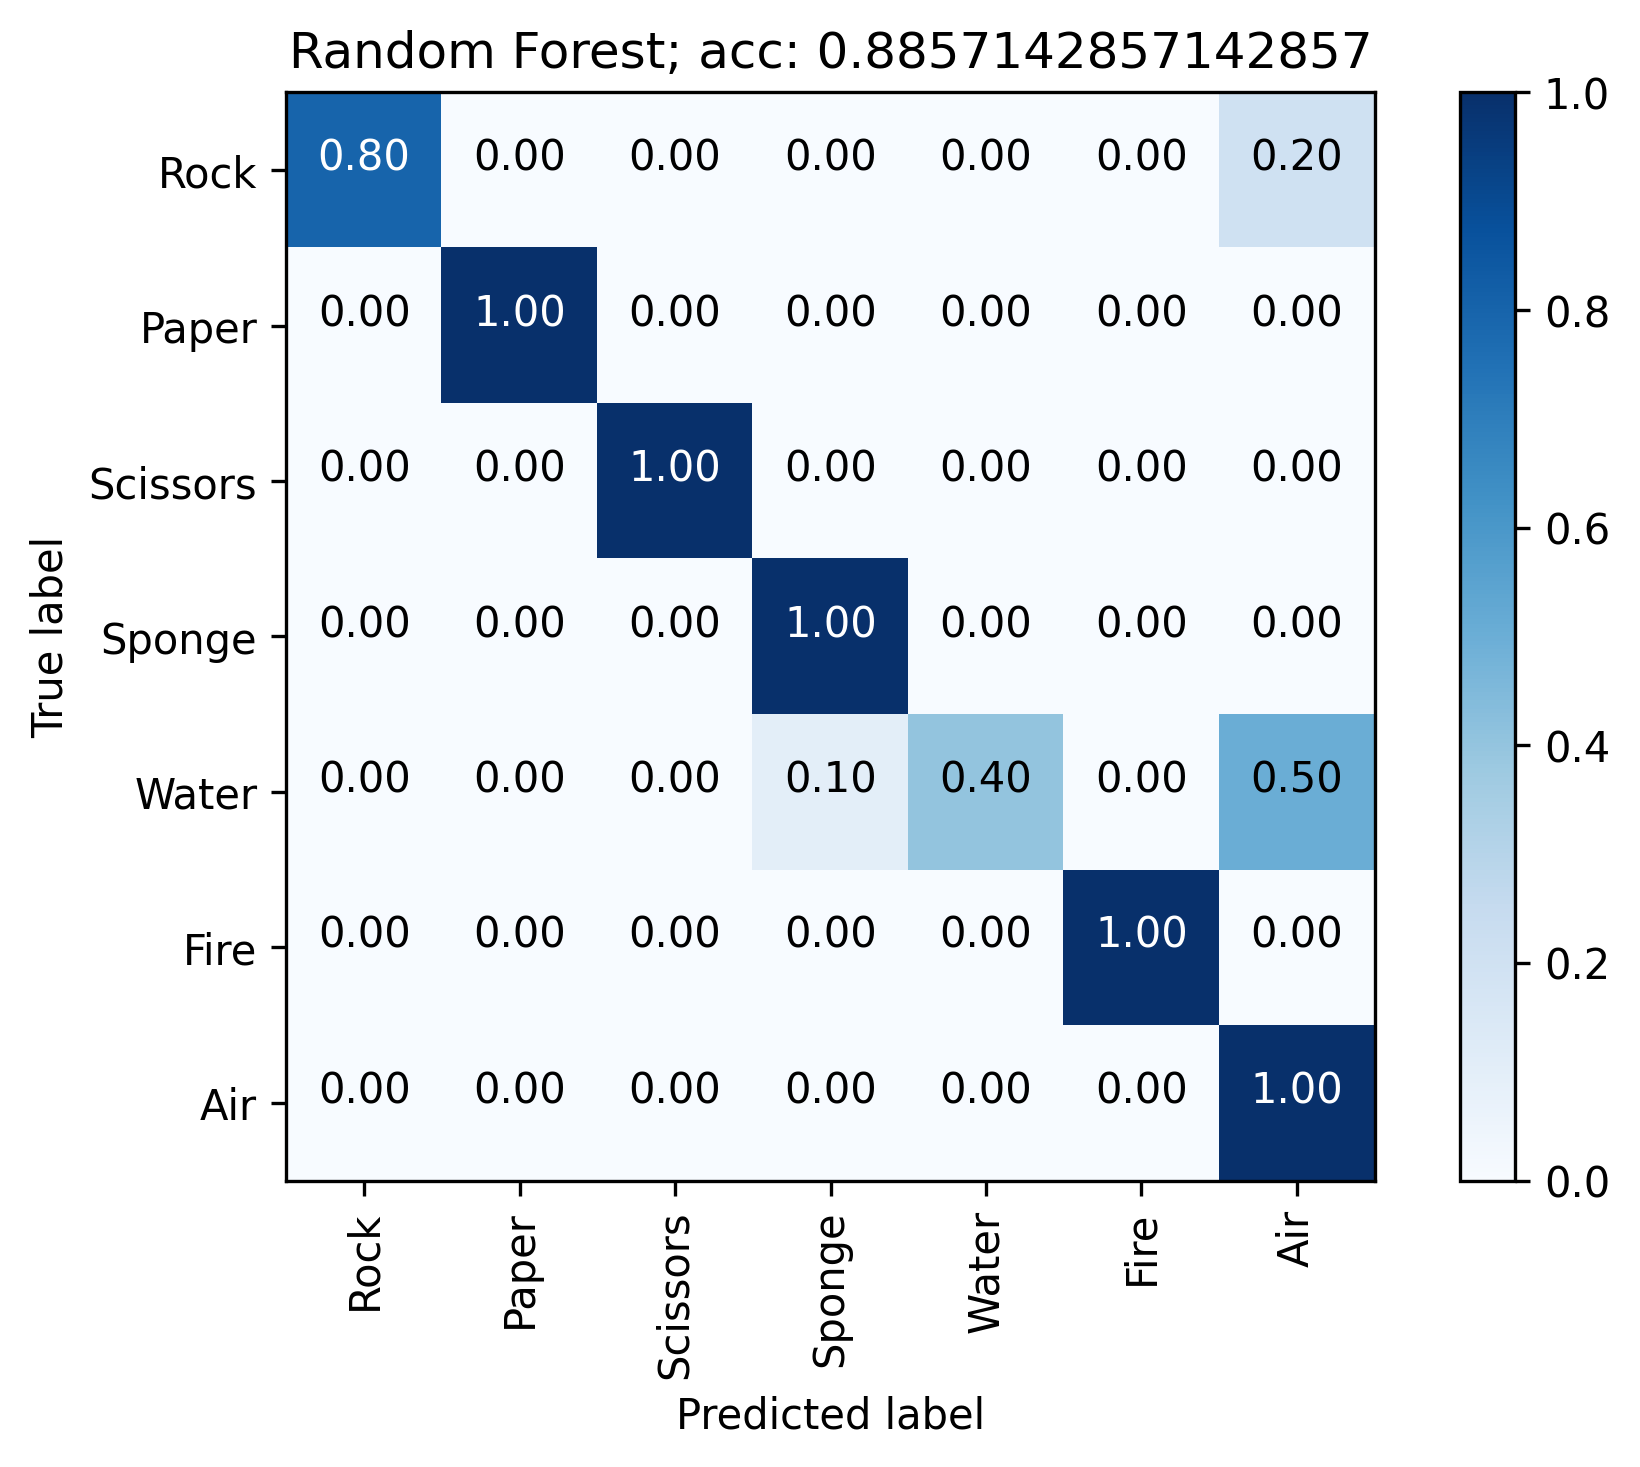 Random Forest; acc: 0.8857142857142857
Rock 0.80 0.00 0.00 0.00 0.00 0.00 0.20
Paper 0.00 1.00 0.00 0.00 0.00 0.00 0.00
Scissors 0.00 0.00 1.00 0.00 0.00 0.00 0.00
Sponge 0.00 0.00 0.00 1.00 0.00 0.00 0.00
Water 0.00 0.00 0.00 0.10 0.40 0.00 0.50
Fire 0.00 0.00 0.00 0.00 0.00 1.00 0.00
Air 0.00 0.00 0.00 0.00 0.00 0.00 1.00
True label
Rock Paper Scissors Sponge Water Fire Air
Predicted label
1.0
0.8
0.6
0.4
0.2
0.0